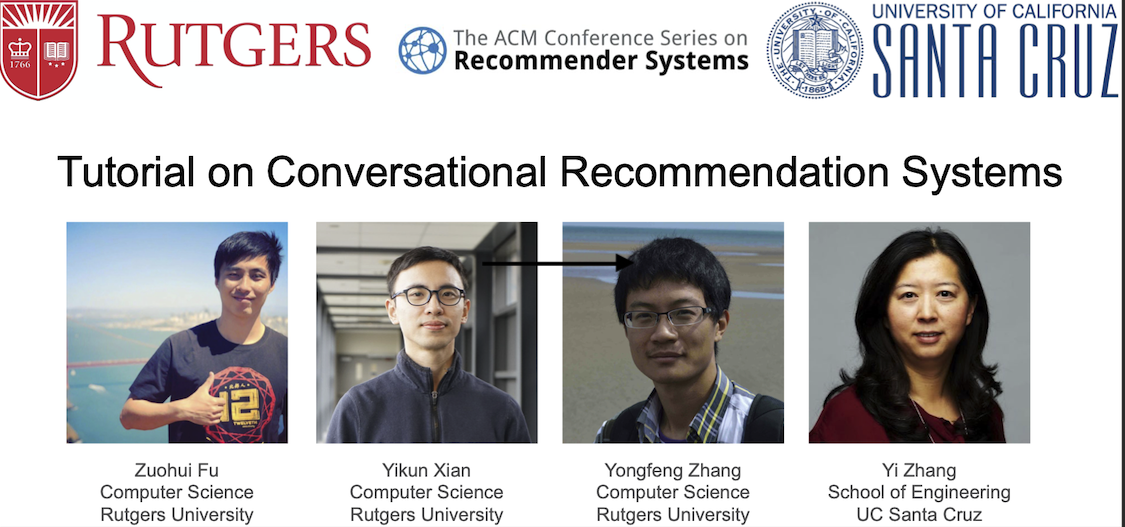 1766
RUTGERS
The ACM Conference Series on
Recommender Systems
UNIVERSITY OF CALIFORNIA
SANTA CRUZ
THE UNIVERSITY OF CALIFORNIA
1868
Tutorial on Conversational Recommendation Systems
12
Zuohui Fu
Computer Science
Rutgers University
Yikun Xian
Computer Science
Rutgers University
Yongfeng Zhang
Computer Science
Rutgers University
Yi Zhang
School of Engineering
UC Santa Cruz